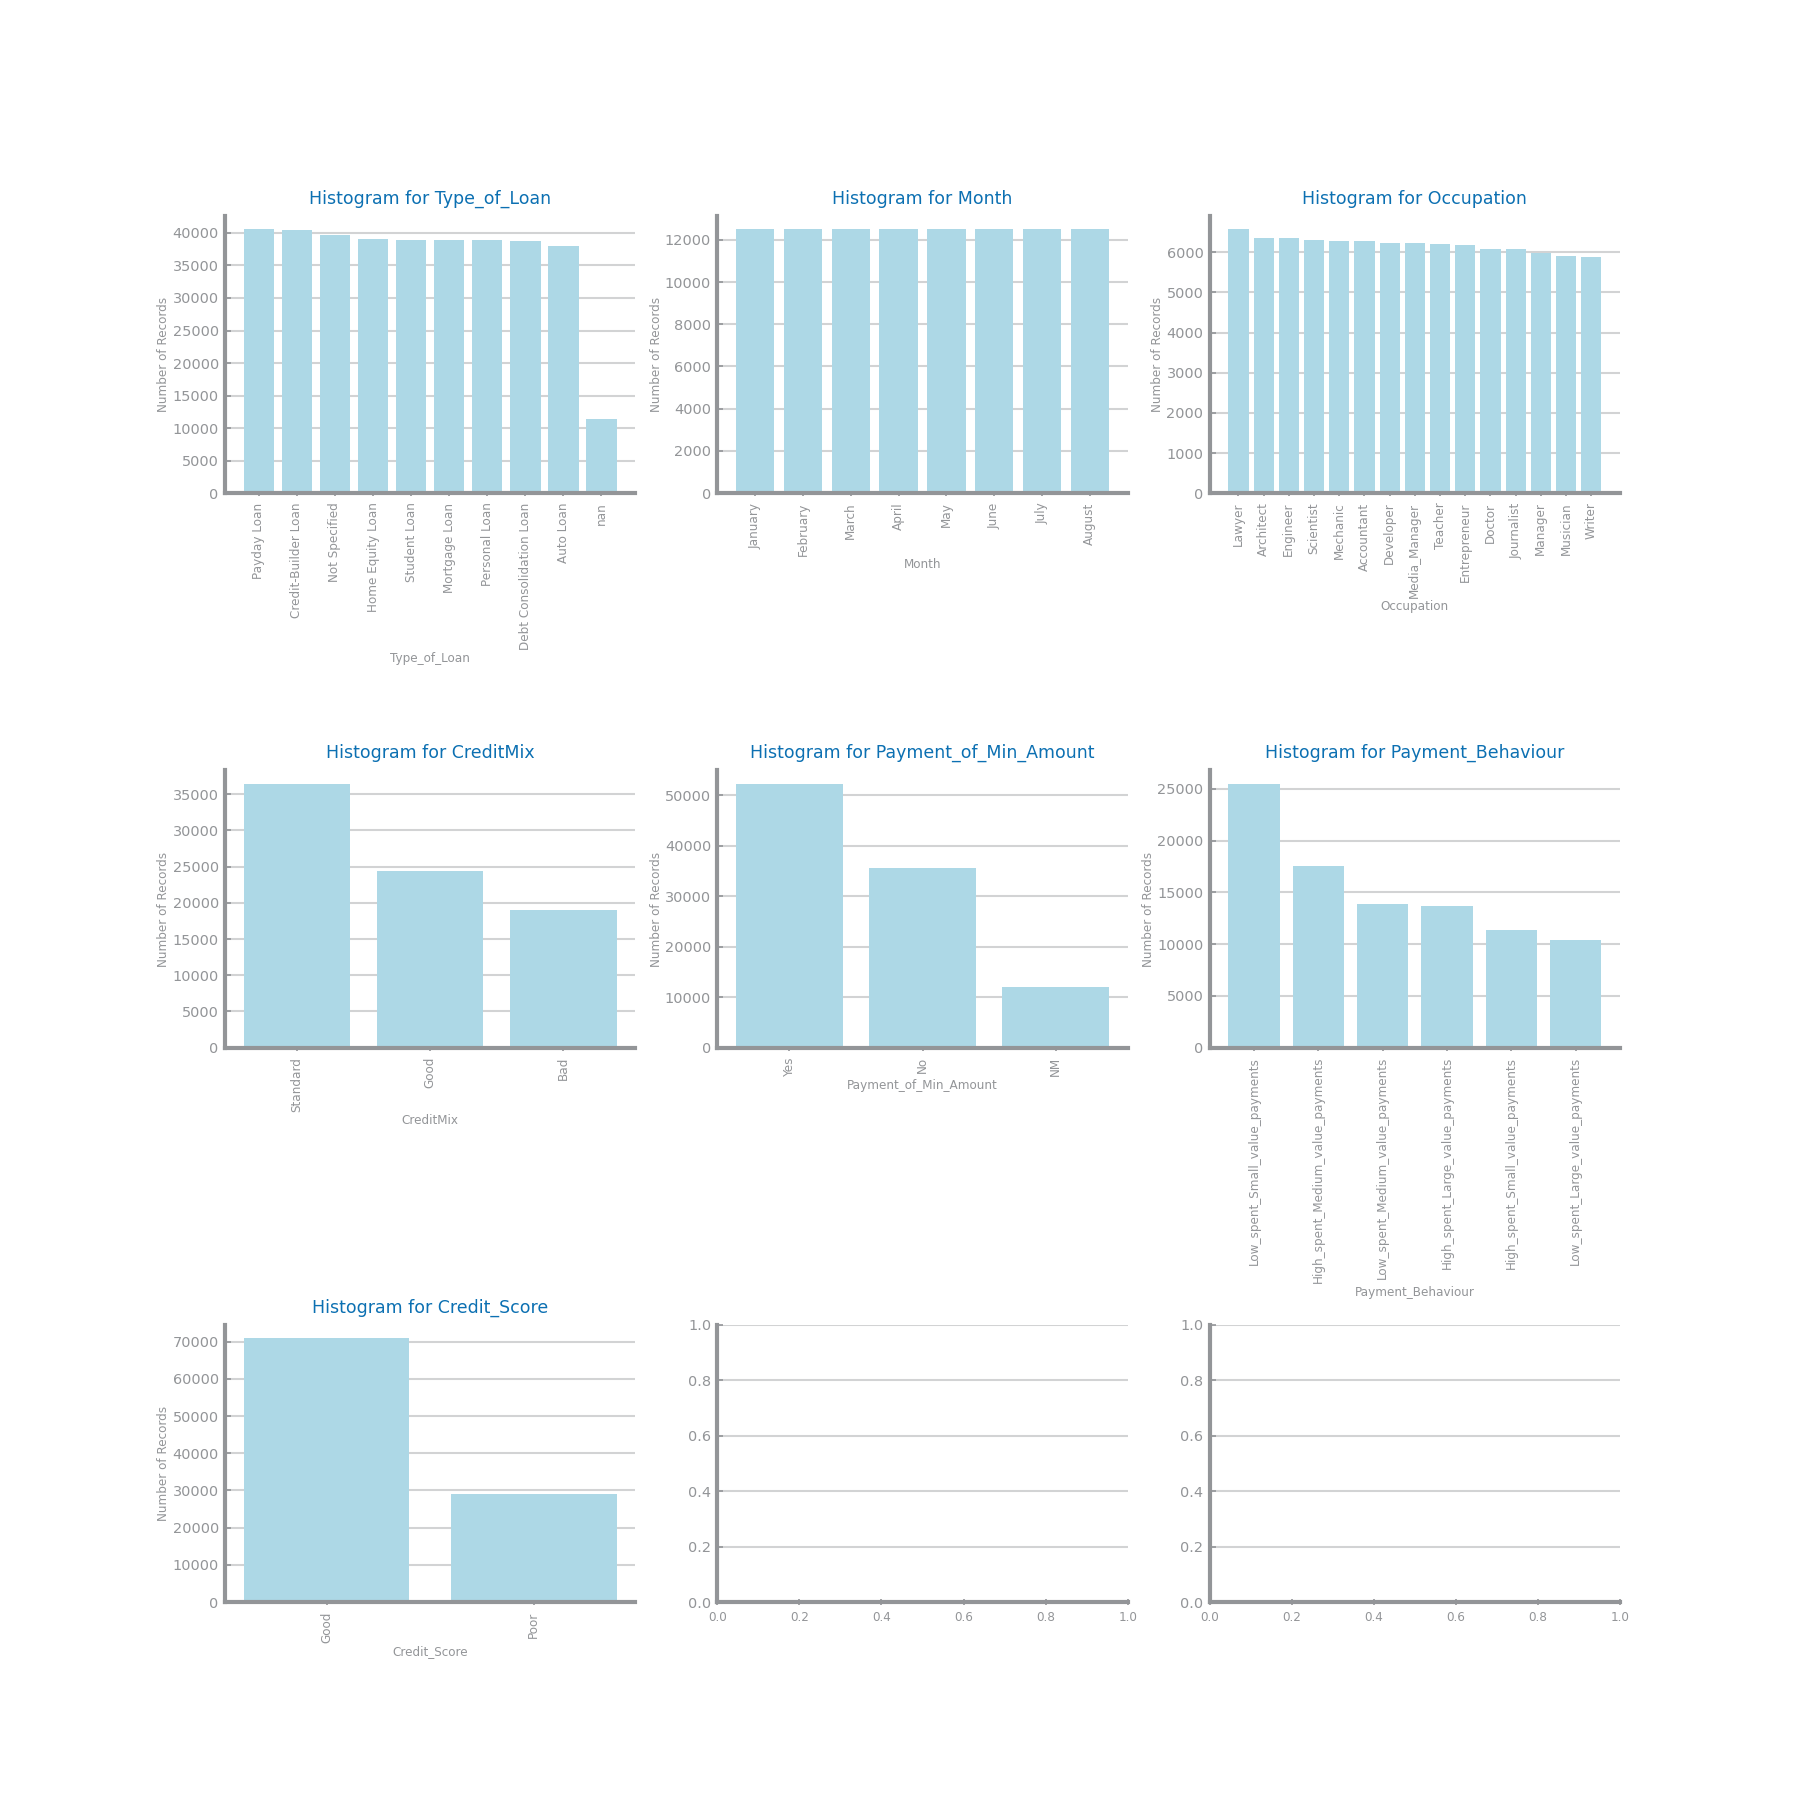 Histogram for Type_of_Loan
Number of Records
40000
35000
30000
25000
20000
15000
10000
5000
0
Payday Loan
Credit-Builder Loan
Not Specified
Home Equity Loan
Student Loan
Mortgage Loan
Personal Loan
Debt Consolidation Loan
Auto Loan
nan
Type_of_Loan
Histogram for Month
Number of Records
12000
10000
8000
6000
4000
2000
0
January
February
March
April
May
June
July
August
Month
Histogram for Occupation
Number of Records
6000
5000
4000
3000
2000
1000
0
Lawyer
Architect
Engineer
Scientist
Mechanic
Accountant
Developer
Media_Manager
Teacher
Entrepreneur
Doctor
Journalist
Manager
Musician
Writer
Occupation
Histogram for CreditMix
Number of Records
35000
30000
25000
20000
15000
10000
5000
0
Standard
Good
Bad
CreditMix
Histogram for Payment_of_Min_Amount
Number of Records
50000
40000
30000
20000
10000
0
Yes
No
NM
Payment_of_Min_Amount
Histogram for Payment_Behaviour
Number of Records
25000
20000
15000
10000
5000
0
Low_spent_Small_value_payments
High_spent_Medium_value_payments
Low_spent_Medium_value_payments
High_spent_Large_value_payments
High_spent_Small_value_payments
Low_spent_Large_value_payments
Payment_Behaviour
Histogram for Credit_Score
Number of Records
70000
60000
50000
40000
30000
20000
10000
0
Good
Poor
Credit_Score
1.0
0.8
0.6
0.4
0.2
0.0
0.0 0.2 0.4 0.6 0.8 1.0
1.0
0.8
0.6
0.4
0.2
0.0
0.0 0.2 0.4 0.6 0.8 1.0